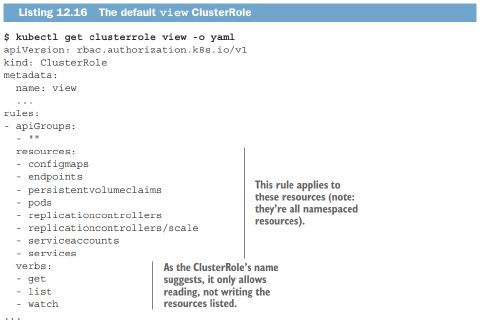 Listing 12.16 The default view ClusterRole
$ kubectl get clusterrole view -o yaml
apiVersion: rbac.authorization.k8s.io/v1
kind: ClusterRole
metadata:
  name: view
  ...
rules:
- apiGroups:
  - ""
  resources:
  - configmaps
  - endpoints
  - persistentvolumeclaims
  - pods
  - replicationcontrollers
  - replicationcontrollers/scale
  - serviceaccounts
  - services
This rule applies to
these resources (note:
they're all namespaced
resources).
  verbs:
  - get
  - list
  - watch
As the ClusterRole's name
suggests, it only allows
reading, not writing the
resources listed.
...